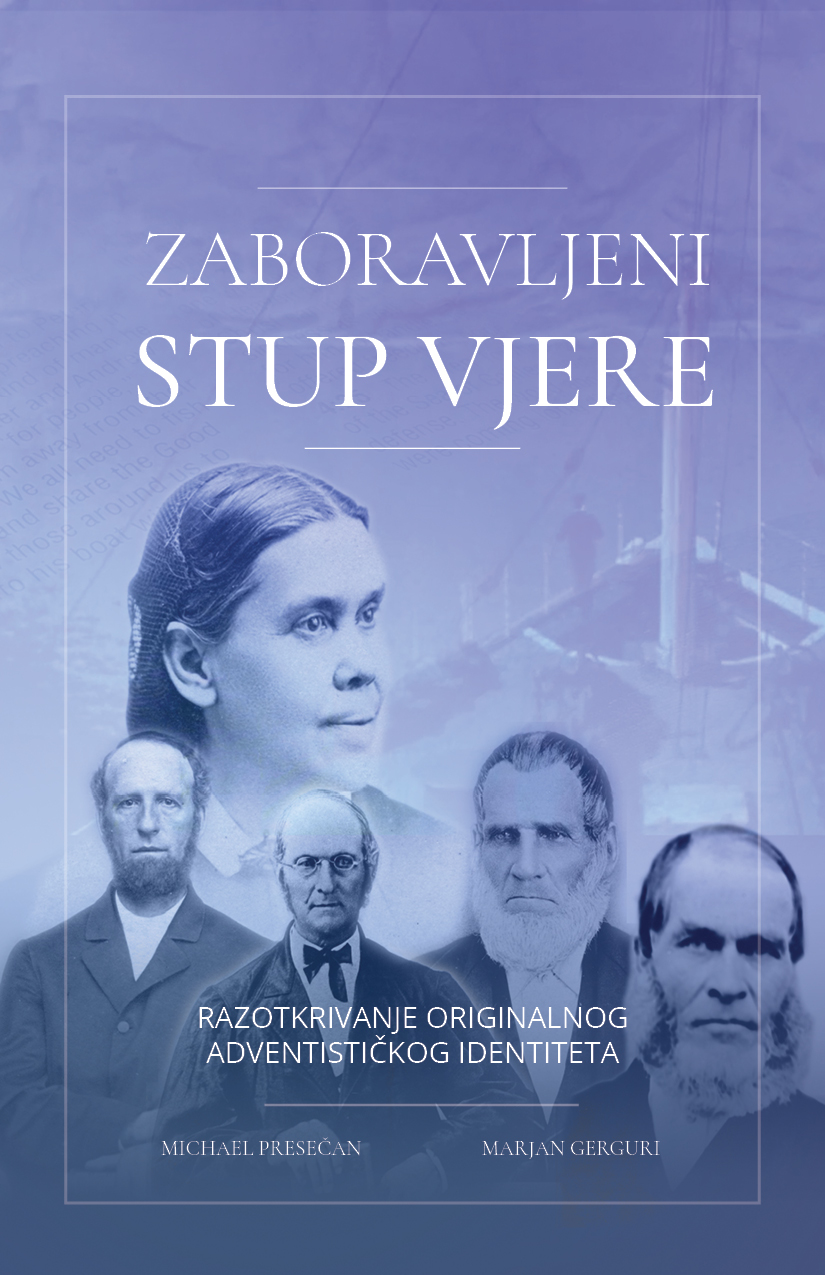 ZABORAVLJENI
STUP VJERE
RAZOTKRIVANJE ORIGINALNOG
ADVENTISTIČKOG IDENTITETA
MICHAEL PRESEČAN
MARJAN GERGURI